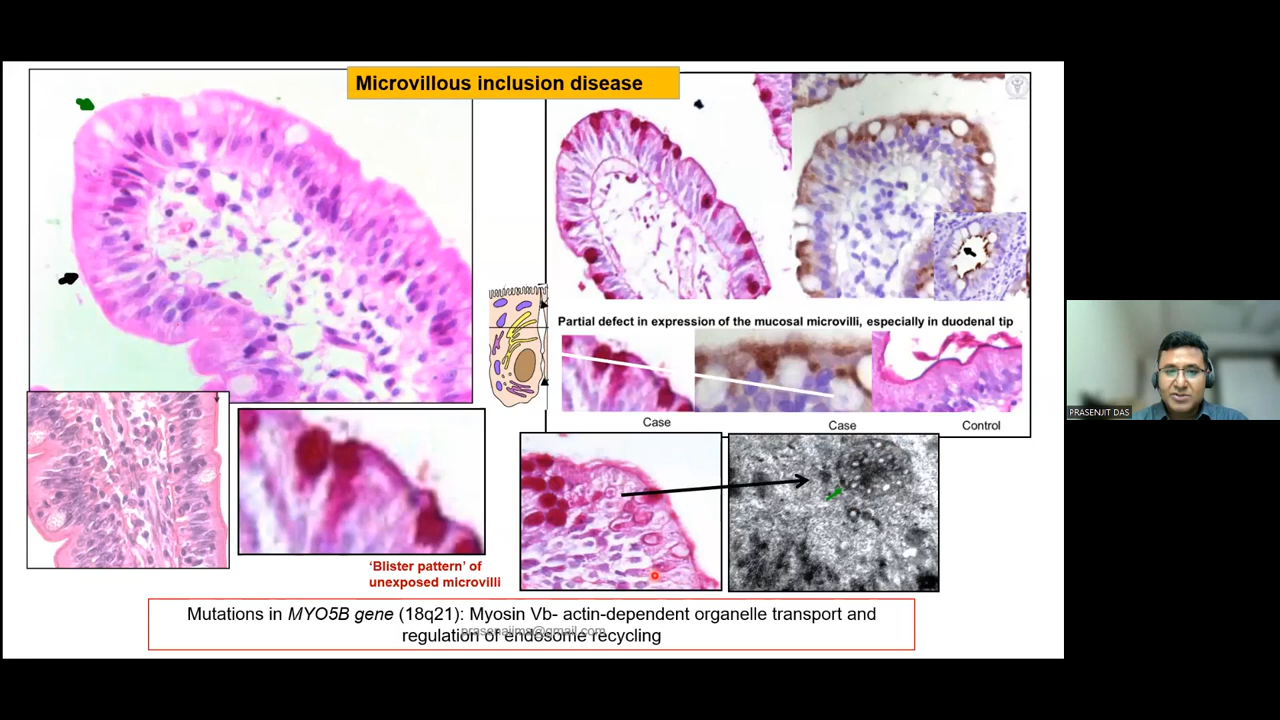 Microvillous inclusion disease
Partial defect in expression of the mucosal microvilli, especially in duodenal tip
Case
Case
Control
'Blister pattern' of
unexposed microvilli
Mutations in MYO5B gene (18q21): Myosin Vb- actin-dependent organelle transport and
regulation of endosome recycling
PRASENJIT DAS